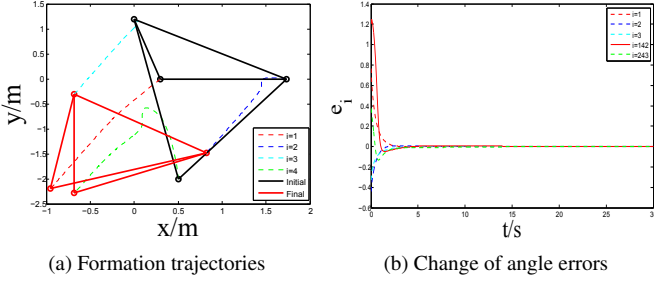 1.5
1
0.5
0
−0.5
−1
−1.5
−2
−2.5
y/m
−1
−0.5
0
0.5
1
1.5
2
x/m
i=1
i=2
i=3
i=4
Initial
Final
(a) Formation trajectories
1.4
1.2
1
0.8
0.6
0.4
0.2
0
−0.2
−0.4
−0.6
e_i
0
5
10
15
20
25
30
t/s
i=1
i=2
i=3
i=142
i=243
(b) Change of angle errors